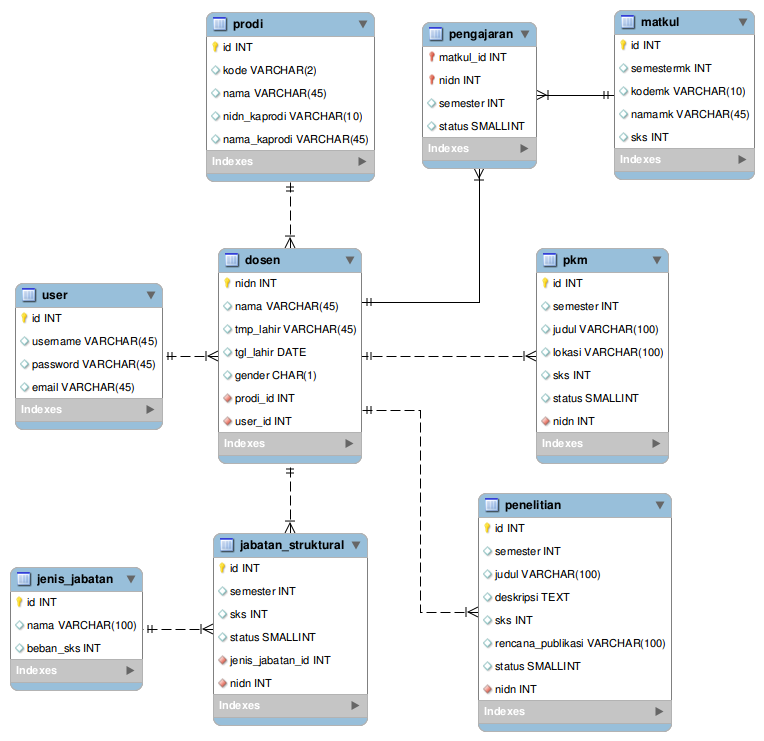 prodi
id INT
kode VARCHAR(2)
nama VARCHAR(45)
nidn_kaprodi VARCHAR(10)
nama_kaprodi VARCHAR(45)
Indexes
pengajaran
matkul_id INT
nidn INT
semester INT
status SMALLINT
Indexes
matkul
id INT
semestermk INT
kodemk VARCHAR(10)
namamk VARCHAR(45)
sks INT
Indexes
user
id INT
username VARCHAR(45)
password VARCHAR(45)
email VARCHAR(45)
Indexes
dosen
nidn INT
nama VARCHAR(45)
tmp_lahir VARCHAR(45)
tgl_lahir DATE
gender CHAR(1)
prodi_id INT
user_id INT
Indexes
pkm
id INT
semester INT
judul VARCHAR(100)
lokasi VARCHAR(100)
sks INT
status SMALLINT
nidn INT
Indexes
jenis_jabatan
id INT
nama VARCHAR(100)
beban_sks INT
Indexes
jabatan_struktural
id INT
semester INT
sks INT
status SMALLINT
jenis_jabatan_id INT
nidn INT
Indexes
penelitian
id INT
semester INT
judul VARCHAR(100)
deskripsi TEXT
sks INT
rencana_publikasi VARCHAR(100)
status SMALLINT
nidn INT
Indexes